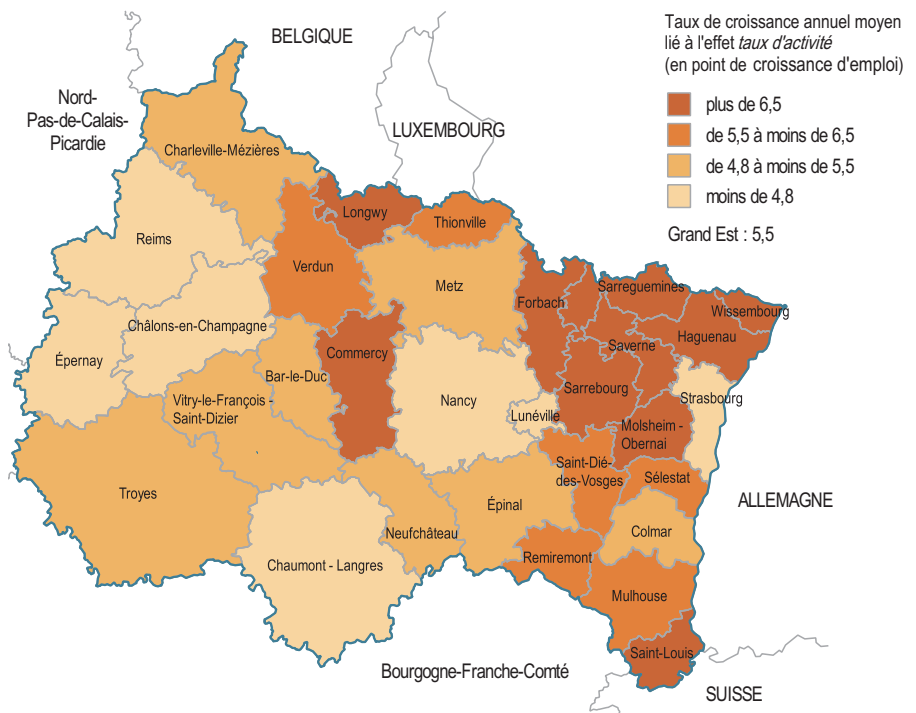 Taux de croissance annuel moyen
lié à l'effet taux d'activité
(en point de croissance d'emploi)
plus de 6,5
de 5,5 à moins de 6,5
de 4,8 à moins de 5,5
moins de 4,8
Grand Est : 5,5
BELGIQUE
Nord-
Pas-de-Calais-
Picardie
LUXEMBOURG
Charleville-Mézières
Longwy
Thionville
Reims
Verdun
Metz
Forbach
Sarreguemines
Wissembourg
Haguenau
Châlons-en-Champagne
Commercy
Saverne
Épernay
Bar-le-Duc
Sarrebourg
Strasbourg
Vitry-le-François -
Saint-Dizier
Nancy
Lunéville
Molsheim -
Obernai
Saint-Dié-
des-Vosges
Sélestat
ALLEMAGNE
Troyes
Épinal
Neufchâteau
Colmar
Chaumont - Langres
Remiremont
Mulhouse
Saint-Louis
Bourgogne-Franche-Comté
SUISSE